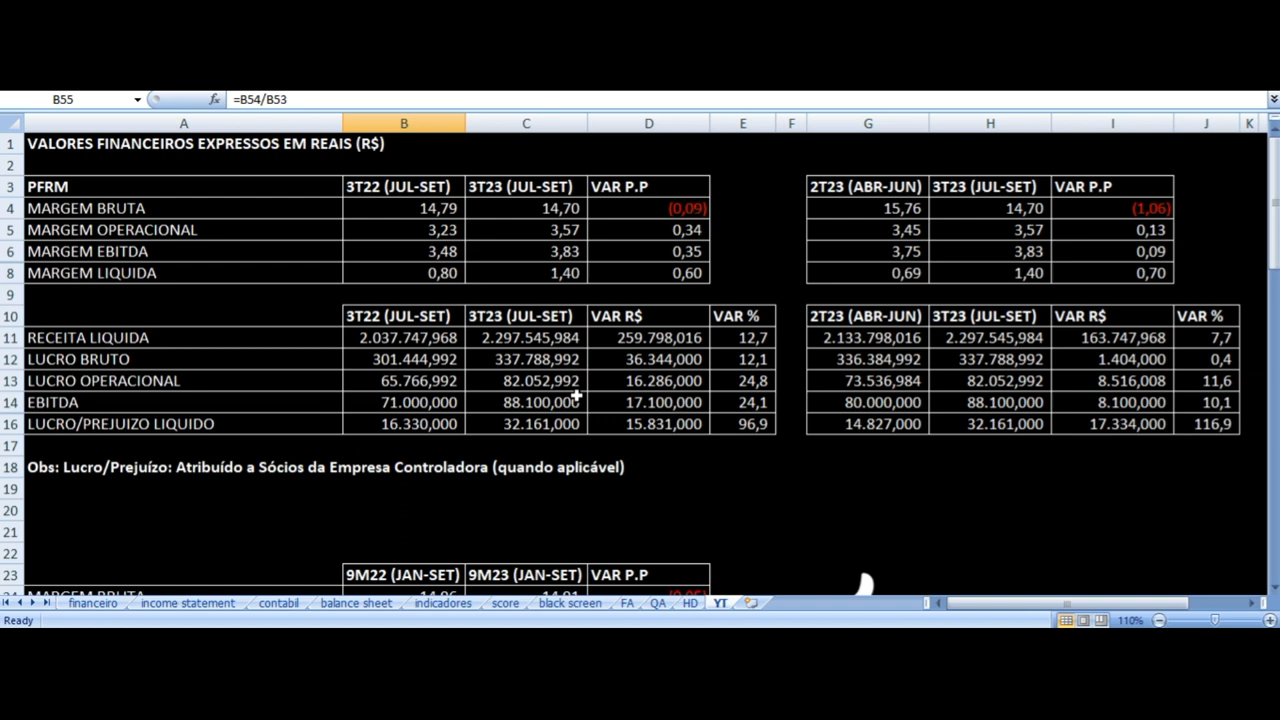 B55 fx =B54/B53
A B C D E F G H I J K
1 VALORES FINANCEIROS EXPRESSOS EM REAIS (R$)
2
3 PFRM 3T22 (JUL-SET) 3T23 (JUL-SET) VAR P.P 2T23 (ABR-JUN) 3T23 (JUL-SET) VAR P.P
4 MARGEM BRUTA 14,79 14,70 (0,09) 15,76 14,70 (1,06)
5 MARGEM OPERACIONAL 3,23 3,57 0,34 3,45 3,57 0,13
6 MARGEM EBITDA 3,48 3,83 0,35 3,75 3,83 0,09
8 MARGEM LIQUIDA 0,80 1,40 0,60 0,69 1,40 0,70
9
10 3T22 (JUL-SET) 3T23 (JUL-SET) VAR R$ VAR % 2T23 (ABR-JUN) 3T23 (JUL-SET) VAR R$ VAR %
11 RECEITA LIQUIDA 2.037.747,968 2.297.545,984 259.798,016 12,7 2.133.798,016 2.297.545,984 163.747,968 7,7
12 LUCRO BRUTO 301.444,992 337.788,992 36.344,000 12,1 336.384,992 337.788,992 1.404,000 0,4
13 LUCRO OPERACIONAL 65.766,992 82.052,992 16.286,000 24,8 73.536,984 82.052,992 8.516,008 11,6
14 EBITDA 71.000,000 88.100,000 17.100,000 24,1 80.000,000 88.100,000 8.100,000 10,1
16 LUCRO/PREJUIZO LIQUIDO 16.330,000 32.161,000 15.831,000 96,9 14.827,000 32.161,000 17.334,000 116,9
17
18 Obs: Lucro/Prejuízo: Atribuído a Sócios da Empresa Controladora (quando aplicável)
19
20
21
22
23 9M22 (JAN-SET) 9M23 (JAN-SET) VAR P.P
financeiro income statement contabil balance sheet indicadores score black screen FA QA HD YT
Ready 110%